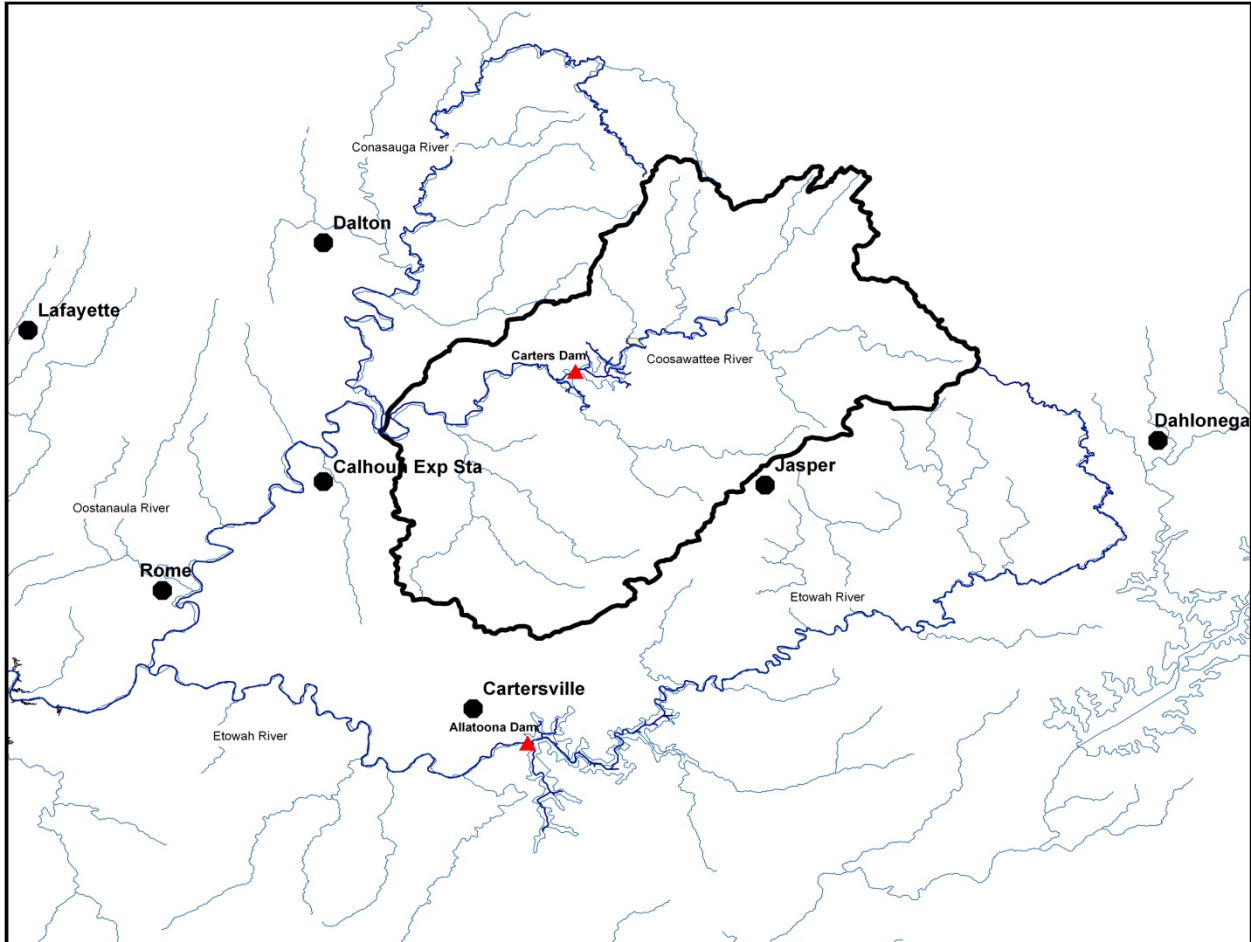 Conasauga River
Dalton
Lafayette
Carters Dam
Coosawattee River
Dahlonega
Calhoun Exp Sta
Jasper
Oostanaula River
Rome
Etowah River
Cartersville
Allatoona Dam
Etowah River